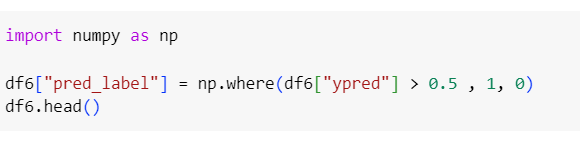 import numpy as np
df6["pred_label"] = np.where(df6["ypred"] > 0.5 , 1, 0)
df6.head()